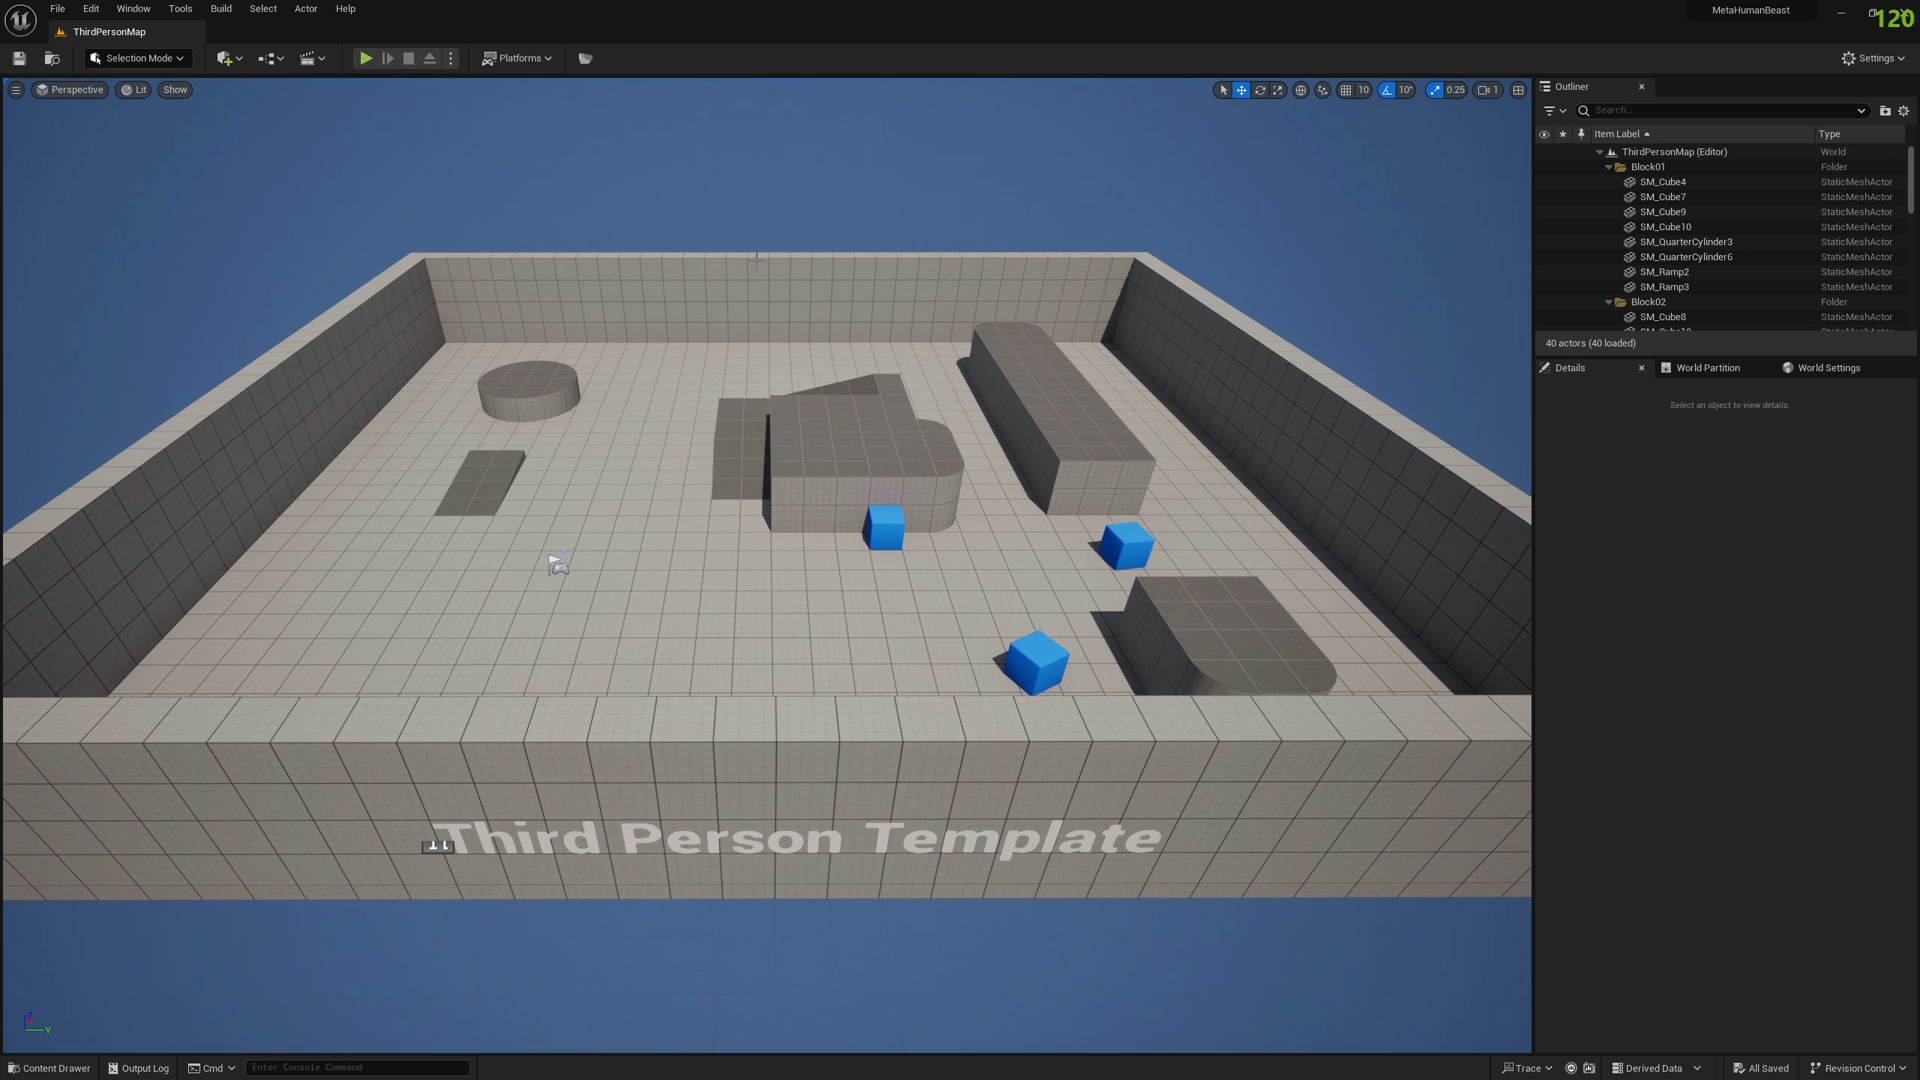 File Edit Window Tools Build Select Actor Help
MetaHumanBeast
120
ThirdPersonMap
Selection Mode
Platforms
Settings
Perspective Lit Show
10 10° 0.25 1
Outliner
Search...
Item Label Type
ThirdPersonMap (Editor) World
Block01 Folder
SM_Cube4 StaticMeshActor
SM_Cube7 StaticMeshActor
SM_Cube9 StaticMeshActor
SM_Cube10 StaticMeshActor
SM_QuarterCylinder3 StaticMeshActor
SM_QuarterCylinder6 StaticMeshActor
SM_Ramp2 StaticMeshActor
SM_Ramp3 StaticMeshActor
Block02 Folder
SM_Cube8 StaticMeshActor
40 actors (40 loaded)
Details World Partition World Settings
Select an object to view details.
Third Person Template
Z
Y
Content Drawer Output Log Cmd Enter Console Command
Trace Derived Data All Saved Revision Control